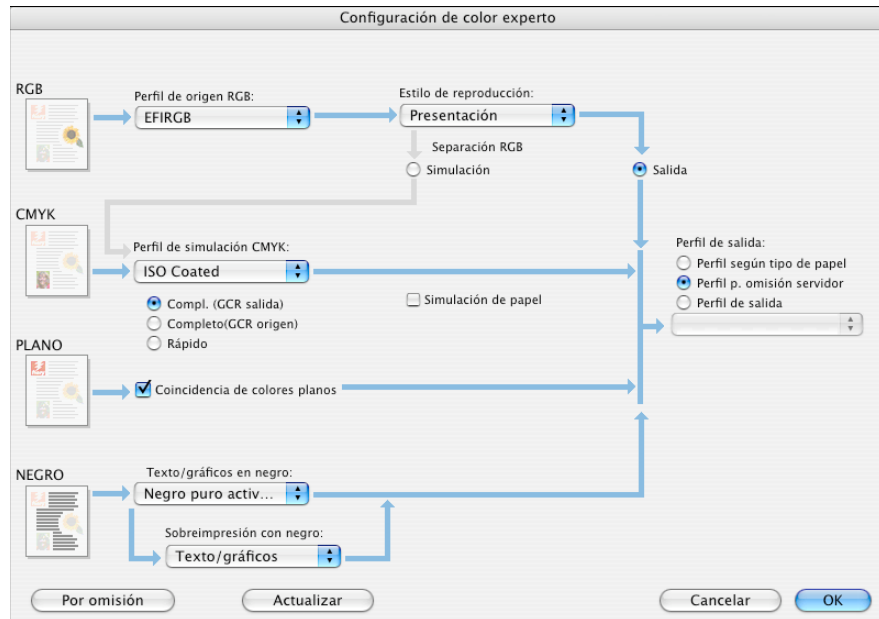 Configuración de color experto
RGB
Perfil de origen RGB:
EFIRGB
Estilo de reproducción:
Presentación
Separación RGB
Simulación
Salida
CMYK
Perfil de simulación CMYK:
ISO Coated
Compl. (GCR salida)
Completo(GCR origen)
Rápido
Simulación de papel
Perfil de salida:
Perfil según tipo de papel
Perfil p. omisión servidor
Perfil de salida
PLANO
Coincidencia de colores planos
NEGRO
Texto/gráficos en negro:
Negro puro activ...
Sobreimpresión con negro:
Texto/gráficos
Por omisión
Actualizar
Cancelar
OK